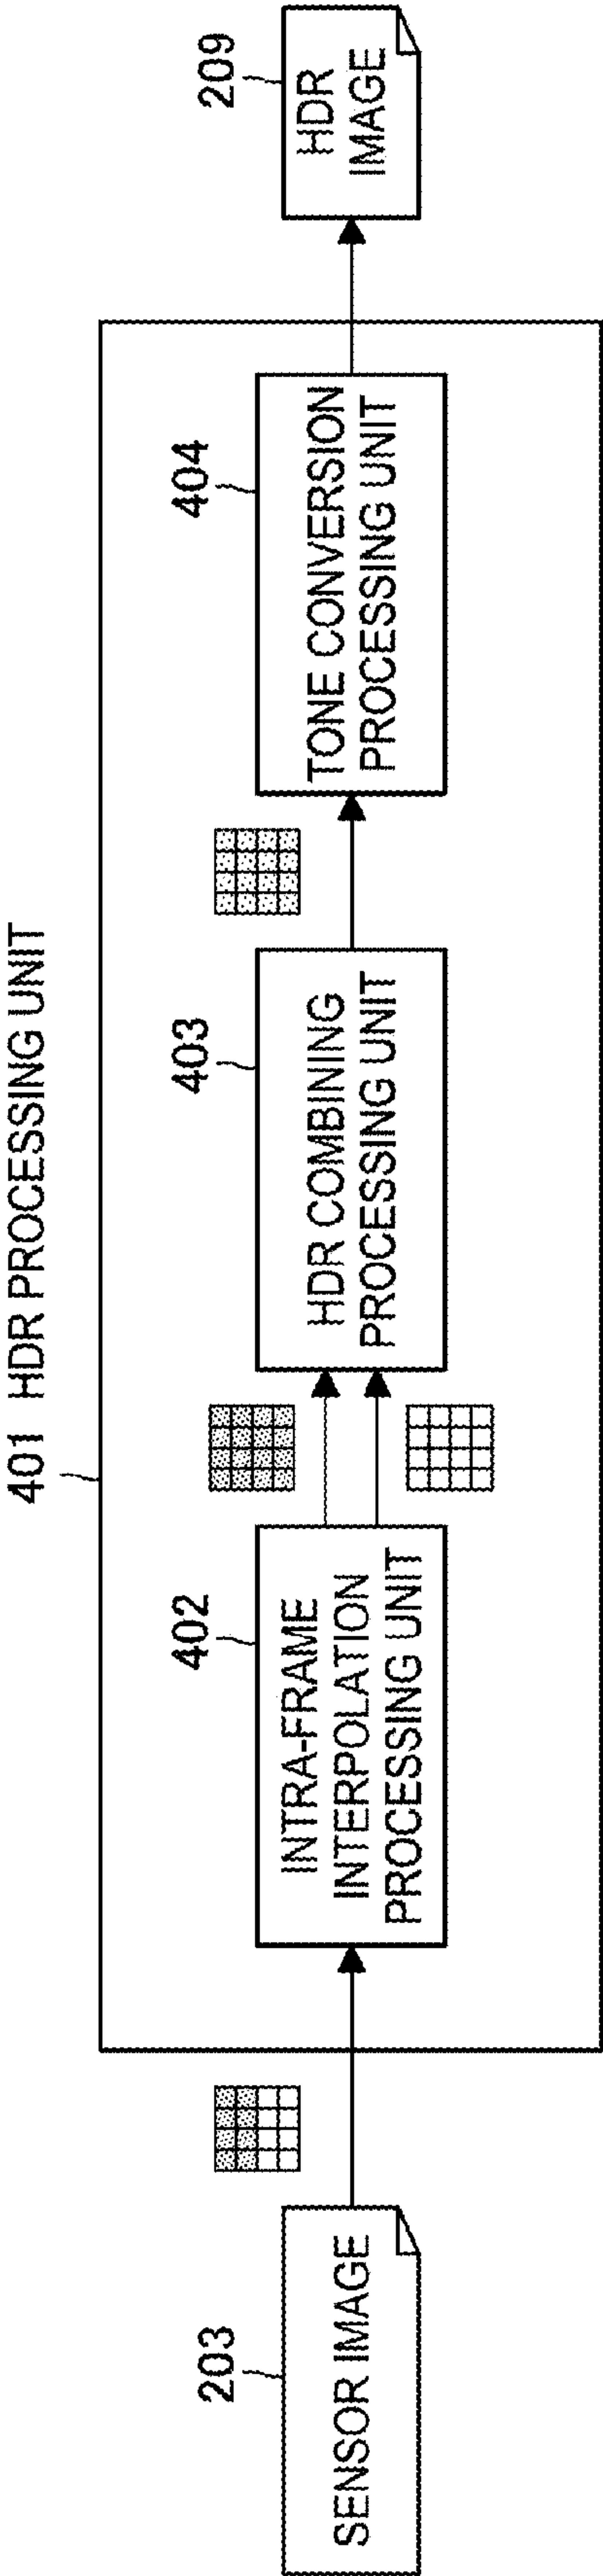 401 HDR PROCESSING UNIT
203
SENSOR IMAGE
402
INTRA-FRAME
INTERPOLATION
PROCESSING UNIT
403
HDR COMBINING
PROCESSING UNIT
404
TONE CONVERSION
PROCESSING UNIT
209
HDR
IMAGE